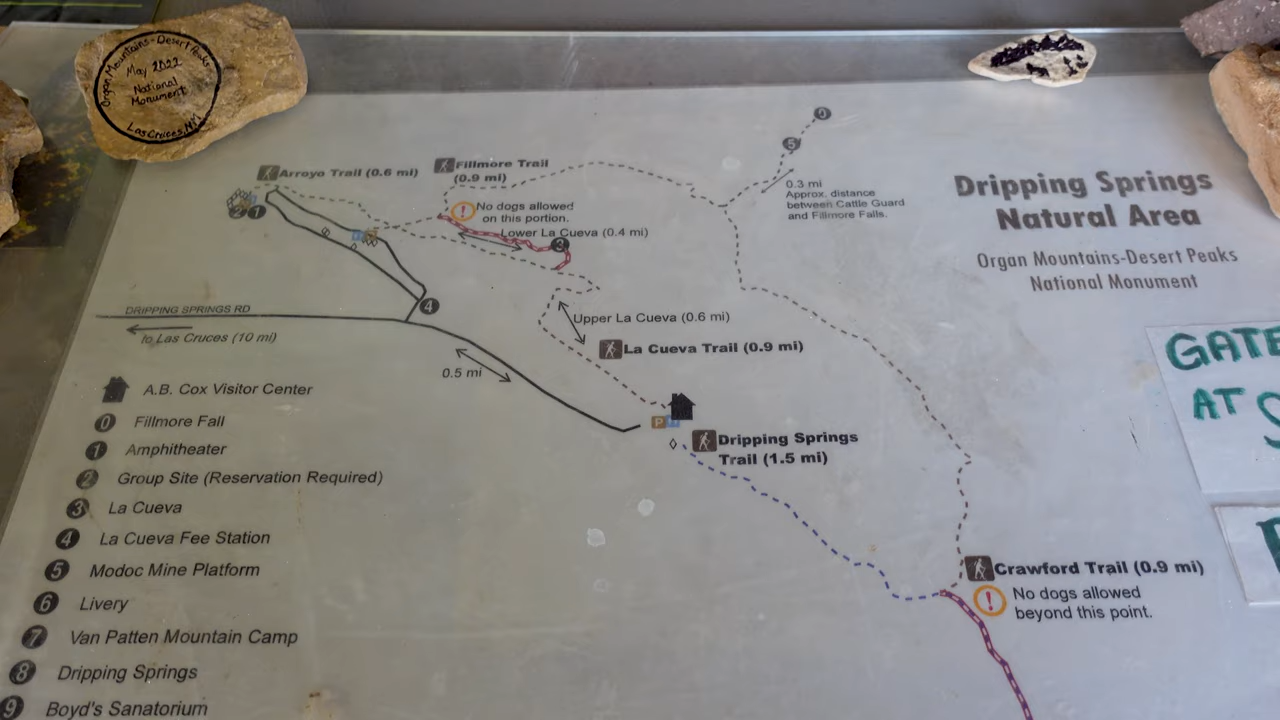 Organ Mountains-Desert Peaks
May 2022
National
Monument
Las Cruces, NM
Arroyo Trail (0.6 mi)
Fillmore Trail
(0.9 mi)
0
5
0.3 mi
Approx. distance
between Cattle Guard
and Fillmore Falls.
Dripping Springs
Natural Area
Organ Mountains-Desert Peaks
National Monument
2 1
No dogs allowed
on this portion.
Lower La Cueva (0.4 mi)
3
4
DRIPPING SPRINGS RD
to Las Cruces (10 mi)
0.5 mi
Upper La Cueva (0.6 mi)
La Cueva Trail (0.9 mi)
P
Dripping Springs
Trail (1.5 mi)
Crawford Trail (0.9 mi)
No dogs allowed
beyond this point.
A.B. Cox Visitor Center
0 Fillmore Fall
1 Amphitheater
2 Group Site (Reservation Required)
3 La Cueva
4 La Cueva Fee Station
5 Modoc Mine Platform
6 Livery
7 Van Patten Mountain Camp
8 Dripping Springs
9 Boyd's Sanatorium
GATE
AT